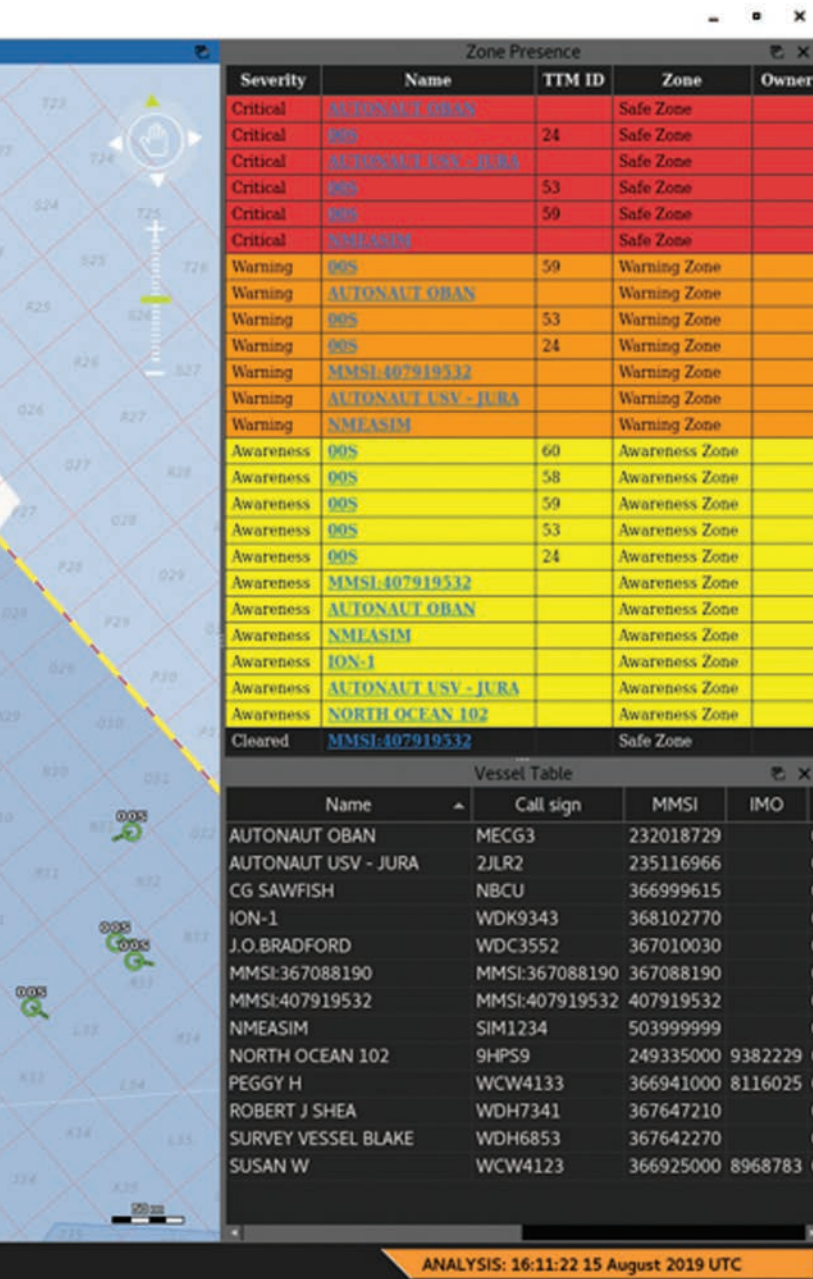 Zone Presence
Severity Name TTM ID Zone Owner
Critical AUTONAUT OBAN Safe Zone
Critical 00S 24 Safe Zone
Critical AUTONAUT USV - JURA Safe Zone
Critical 00S 53 Safe Zone
Critical 00S 59 Safe Zone
Critical NMEASIM Safe Zone
Warning 00S 59 Warning Zone
Warning AUTONAUT OBAN Warning Zone
Warning 00S 53 Warning Zone
Warning 00S 24 Warning Zone
Warning MMSI:407919532 Warning Zone
Warning AUTONAUT USV - JURA Warning Zone
Warning NMEASIM Warning Zone
Awareness 00S 60 Awareness Zone
Awareness 00S 58 Awareness Zone
Awareness 00S 59 Awareness Zone
Awareness 00S 53 Awareness Zone
Awareness 00S 24 Awareness Zone
Awareness MMSI:407919532 Awareness Zone
Awareness AUTONAUT OBAN Awareness Zone
Awareness NMEASIM Awareness Zone
Awareness ION-1 Awareness Zone
Awareness AUTONAUT USV - JURA Awareness Zone
Awareness NORTH OCEAN 102 Awareness Zone
Cleared MMSI:407919532 Safe Zone
Vessel Table
Name Call sign MMSI IMO
AUTONAUT OBAN MECG3 232018729
AUTONAUT USV - JURA 2JLR2 235116966
CG SAWFISH NBCU 366999615
ION-1 WDK9343 368102770
J.O.BRADFORD WDC3552 367010030
MMSI:367088190 MMSI:367088190 367088190
MMSI:407919532 MMSI:407919532 407919532
NMEASIM SIM1234 503999999
NORTH OCEAN 102 9HPS9 249335000 9382229
PEGGY H WCW4133 366941000 8116025
ROBERT J SHEA WDH7341 367647210
SURVEY VESSEL BLAKE WDH6853 367642270
SUSAN W WCW4123 366925000 8968783
00S
00S
00S
00S
50 m
ANALYSIS: 16:11:22 15 August 2019 UTC